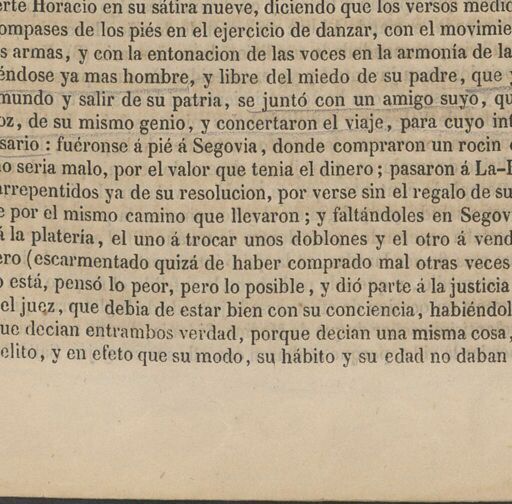 erte Horacio en su sátira nueve, diciendo que los versos medic
ompases de los piés en el ejercicio de danzar, con el movimie
s armas, y con la entonacion de las voces en la armonía de la
éndose ya mas hombre, y libre del miedo de su padre, que y
mundo y salir de su patria, se juntó con un amigo suyo, qu
oz, de su mismo genio, y concertaron el viaje, para cuyo int
sario : fuéronse á pié á Segovia, donde compraron un rocin
o seria malo, por el valor que tenia el dinero ; pasaron á La-B
arrepentidos ya de su resolucion, por verse sin el regalo de su
e por el mismo camino que llevaron ; y faltándoles en Segov
á la platería, el uno á trocar unos doblones y el otro á vend
ero (escarmentado quizá de haber comprado mal otras veces
o está, pensó lo peor, pero lo posible, y dió parte á la justicia
el juez, que debia de estar bien con su conciencia, habiéndol
ue decian entrambos verdad, porque decian una misma cosa,
elito, y en efeto que su modo, su hábito y su edad no daban